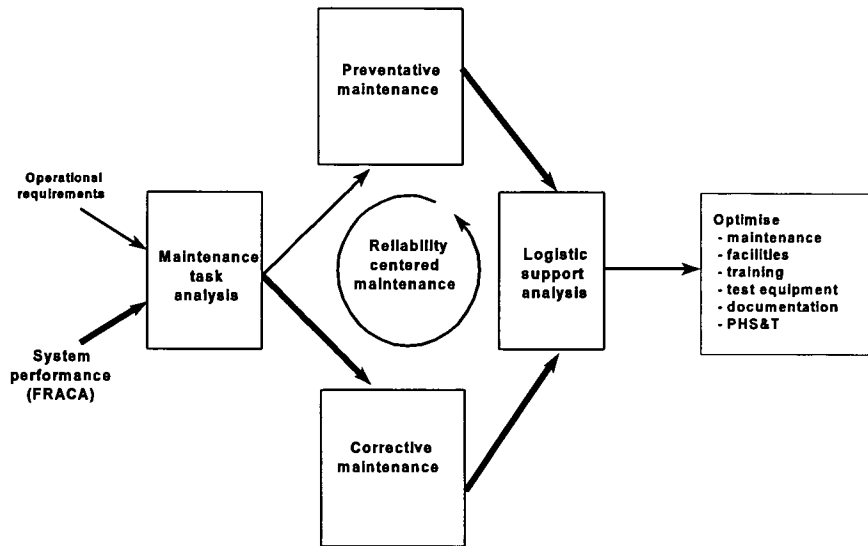 Preventative
maintenance
Operational
requirements
Maintenance
task
analysis
System
performance
(FRACA)
Reliability
centered
maintenance
Corrective
maintenance
Logistic
support
analysis
Optimise
- maintenance
- facilities
- training
- test equipment
- documentation
- PHS&T